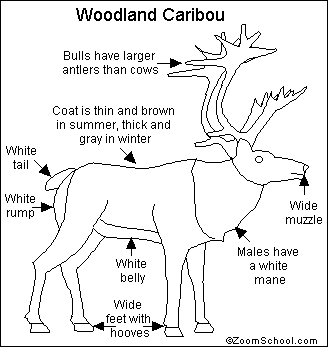 Woodland Caribou
Bulls have larger
antlers than cows
Coat is thin and brown
in summer, thick and
gray in winter
White
tail
White
rump
Wide
muzzle
Males have
a white
mane
White
belly
Wide
feet with
hooves
©ZoomSchool.com